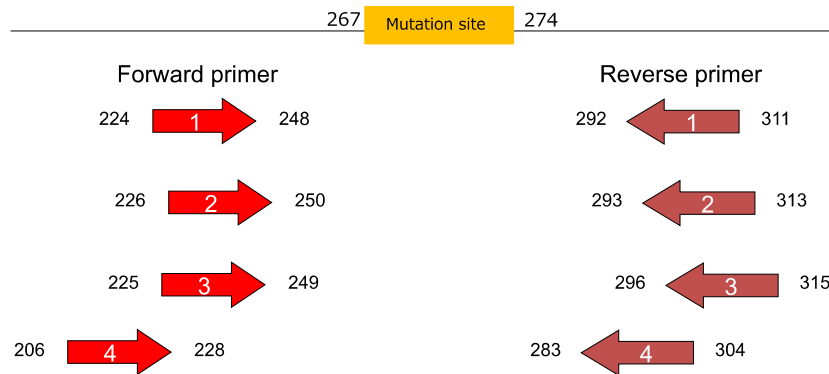 267 Mutation site 274
Forward primer Reverse primer
224 1 248 292 1 311
226 2 250 293 2 313
225 3 249 296 3 315
206 4 228 283 4 304